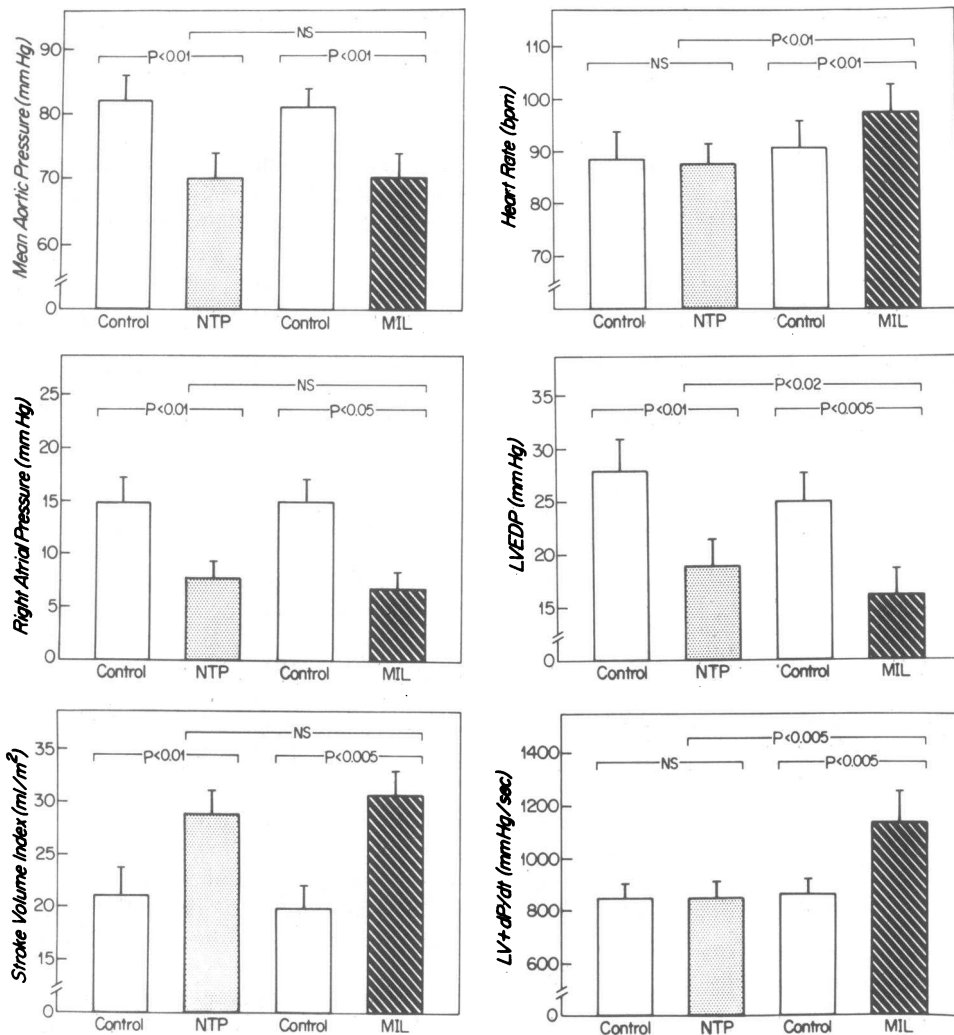 Mean Aortic Pressure (mm Hg)
90
80
70
60
0
NS
P<0.01
P<0.01
Control
NTP
Control
MIL
Heart Rate (bpm)
110
100
90
80
70
0
P<0.01
NS
P<0.01
Control
NTP
Control
MIL
Right Atrial Pressure (mm Hg)
25
20
15
10
5
0
NS
P<0.01
P<0.05
Control
NTP
Control
MIL
LVEDP (mm Hg)
35
30
25
20
15
0
P<0.02
P<0.01
P<0.005
Control
NTP
Control
MIL
Stroke Volume Index (ml/m²)
35
30
25
20
15
0
NS
P<0.01
P<0.005
Control
NTP
Control
MIL
LV+dP/dt (mmHg/sec)
1400
1200
1000
800
600
0
P<0.005
NS
P<0.005
Control
NTP
Control
MIL